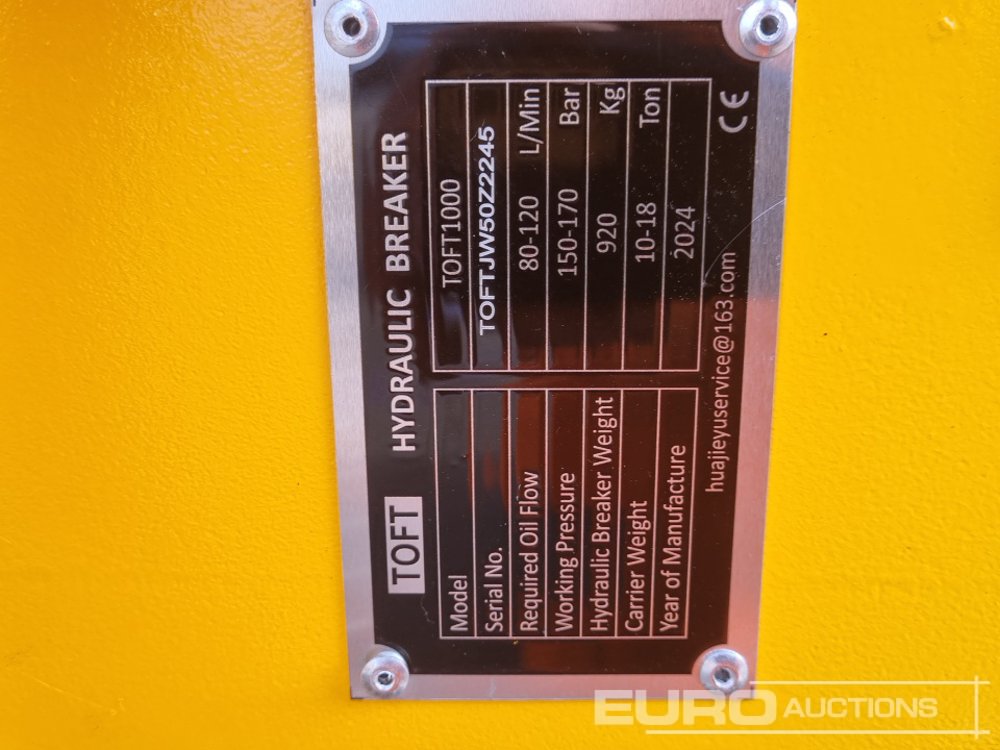 TOFT HYDRAULIC BREAKER
Model TOFT1000
Serial No. TOFTJW50Z2245
Required Oil Flow 80-120 L/Min
Working Pressure 150-170 Bar
Hydraulic Breaker Weight 920 Kg
Carrier Weight 10-18 Ton
Year of Manufacture 2024
huajieyuservice@163.com CE
EURO AUCTIONS